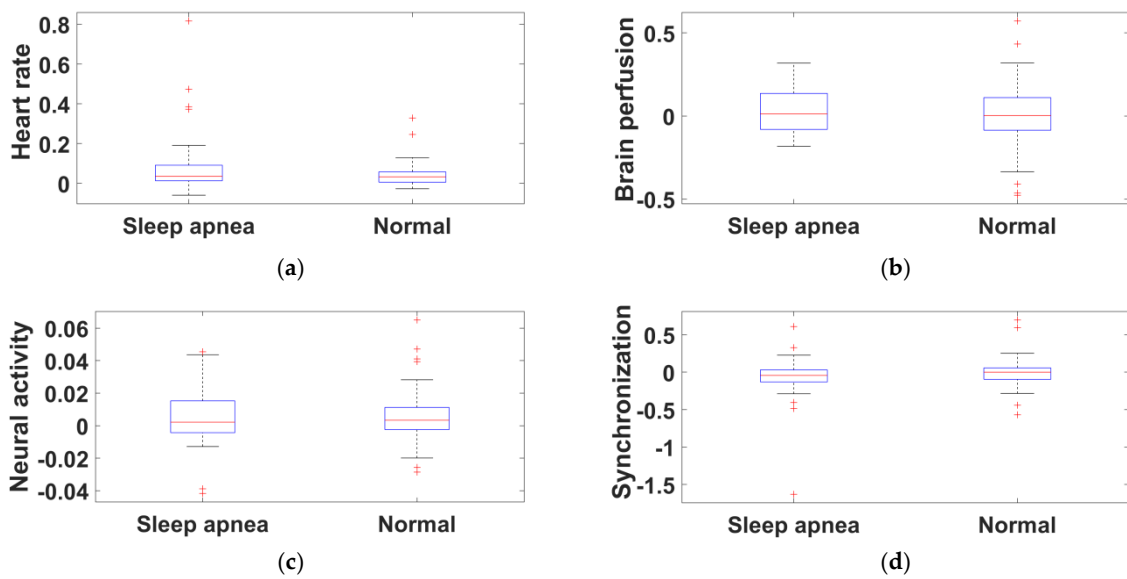 Heart rate
0.8
0.6
0.4
0.2
0
Sleep apnea Normal
(a)
Brain perfusion
0.5
0
-0.5
Sleep apnea Normal
(b)
Neural activity
0.06
0.04
0.02
0
-0.02
-0.04
Sleep apnea Normal
(c)
Synchronization
0.5
0
-0.5
-1
-1.5
Sleep apnea Normal
(d)